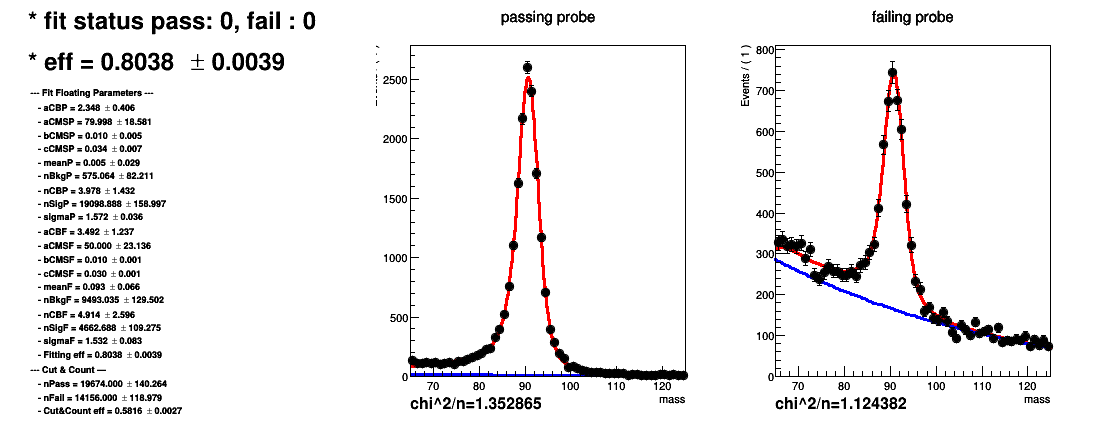 * fit status pass: 0, fail : 0
* eff = 0.8038 ± 0.0039
--- Fit Floating Parameters ---
- aCBP = 2.348 ± 0.406
- aCMSP = 79.998 ± 18.581
- bCMSP = 0.010 ± 0.005
- cCMSP = 0.034 ± 0.007
- meanP = 0.005 ± 0.029
- nBkgP = 575.064 ± 82.211
- nCBP = 3.978 ± 1.432
- nSigP = 19098.888 ± 158.997
- sigmaP = 1.572 ± 0.036
- aCBF = 3.492 ± 1.237
- aCMSF = 50.000 ± 23.136
- bCMSF = 0.010 ± 0.001
- cCMSF = 0.030 ± 0.001
- meanF = 0.093 ± 0.066
- nBkgF = 9493.035 ± 129.502
- nCBF = 4.914 ± 2.596
- nSigF = 4662.688 ± 109.275
- sigmaF = 1.532 ± 0.083
- Fitting eff = 0.8038 ± 0.0039
--- Cut & Count ---
- nPass = 19674.000 ± 140.264
- nFail = 14156.000 ± 118.979
- Cut&Count eff = 0.5816 ± 0.0027
passing probe
2500
2000
1500
1000
500
0
70 80 90 100 110 120
mass
chi^2/n=1.352865
failing probe
Events / ( 1 )
800
700
600
500
400
300
200
100
0
70 80 90 100 110 120
mass
chi^2/n=1.124382